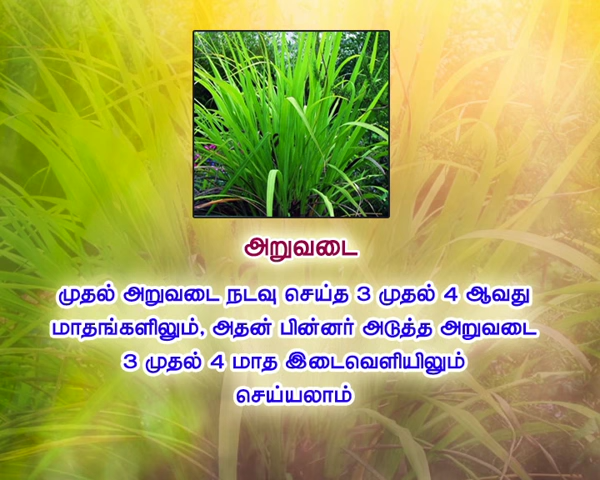 அறுவடை
முதல் அறுவடை நடவு செய்த 3 முதல் 4 ஆவது
மாதங்களிலும், அதன் பின்னர் அடுத்த அறுவடை
3 முதல் 4 மாத இடைவெளியிலும்
செய்யலாம்